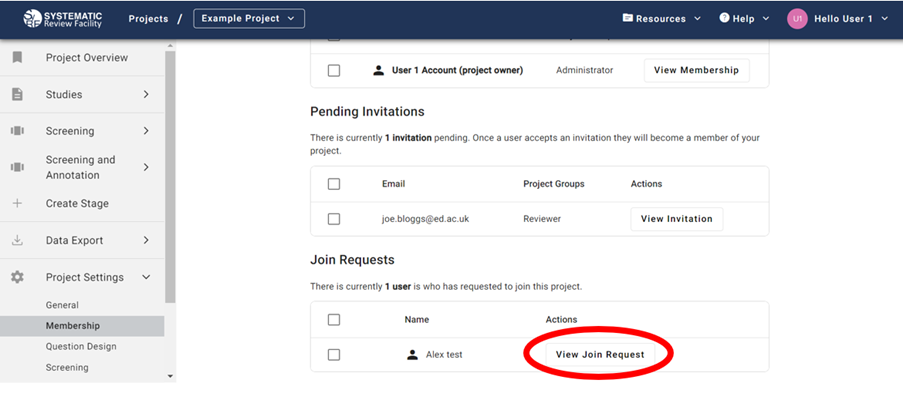 SYSTEMATIC
Review Facility
Projects / Example Project
Resources
Help
U1 Hello User 1
Project Overview
Studies
Screening
Screening and
Annotation
Create Stage
Data Export
Project Settings
General
Membership
Question Design
Screening
User 1 Account (project owner) Administrator View Membership
Pending Invitations
There is currently 1 invitation pending. Once a user accepts an invitation they will become a member of your
project.
Email Project Groups Actions
joe.bloggs@ed.ac.uk Reviewer View Invitation
Join Requests
There is currently 1 user is who has requested to join this project.
Name Actions
Alex test View Join Request